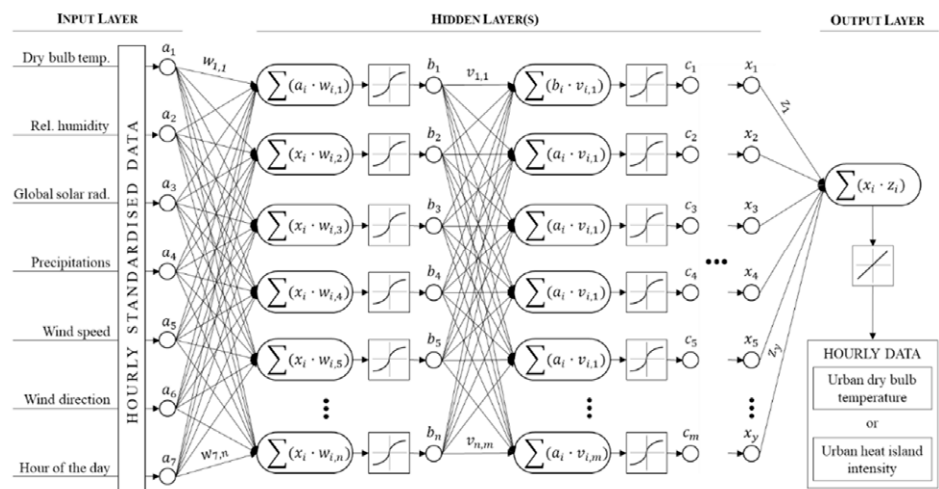 INPUT LAYER
HIDDEN LAYER(S)
OUTPUT LAYER
Dry bulb temp.
Rel. humidity
Global solar rad.
Precipitations
Wind speed
Wind direction
Hour of the day
HOURLY STANDARDISED DATA
a₁
a₂
a₃
a₄
a₅
a₆
a₇
w₁,₁
w₇,ₙ
∑(aᵢ · wᵢ,₁)
∑(xᵢ · wᵢ,₂)
∑(xᵢ · wᵢ,₃)
∑(xᵢ · wᵢ,₄)
∑(xᵢ · wᵢ,₅)
∑(xᵢ · wᵢ,ₙ)
b₁
b₂
b₃
b₄
b₅
bₙ
v₁,₁
vₙ,ₘ
∑(bᵢ · vᵢ,₁)
∑(aᵢ · vᵢ,₁)
∑(aᵢ · vᵢ,₁)
∑(aᵢ · vᵢ,₁)
∑(aᵢ · vᵢ,₁)
∑(aᵢ · vᵢ,ₘ)
c₁
c₂
c₃
c₄
c₅
cₘ
x₁
x₂
x₃
x₄
x₅
x_y
z₁
z_y
∑(xᵢ · zᵢ)
HOURLY DATA
Urban dry bulb
temperature
or
Urban heat island
intensity